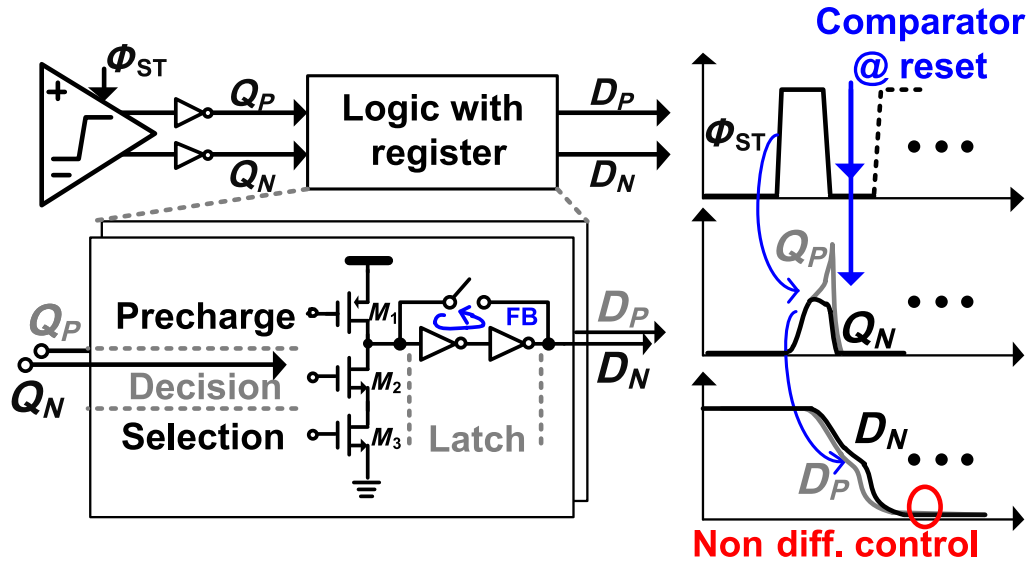 Comparator
@ reset
Φ_ST
+
−
Q_P
Q_N
Logic with
register
D_P
D_N
Φ_ST
• • •
Q_P
Q_N
Precharge
Decision
Selection
M_1
M_2
M_3
FB
Latch
D_P
D_N
Q_P
Q_N
• • •
D_N
D_P
• • •
Non diff. control